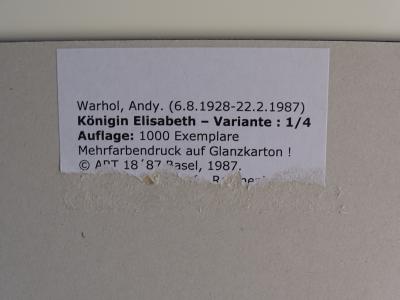 Warhol, Andy. (6.8.1928-22.2.1987)
Königin Elisabeth – Variante : 1/4
Auflage: 1000 Exemplare
Mehrfarbendruck auf Glanzkarton !
© ART 18´87 Basel, 1987.